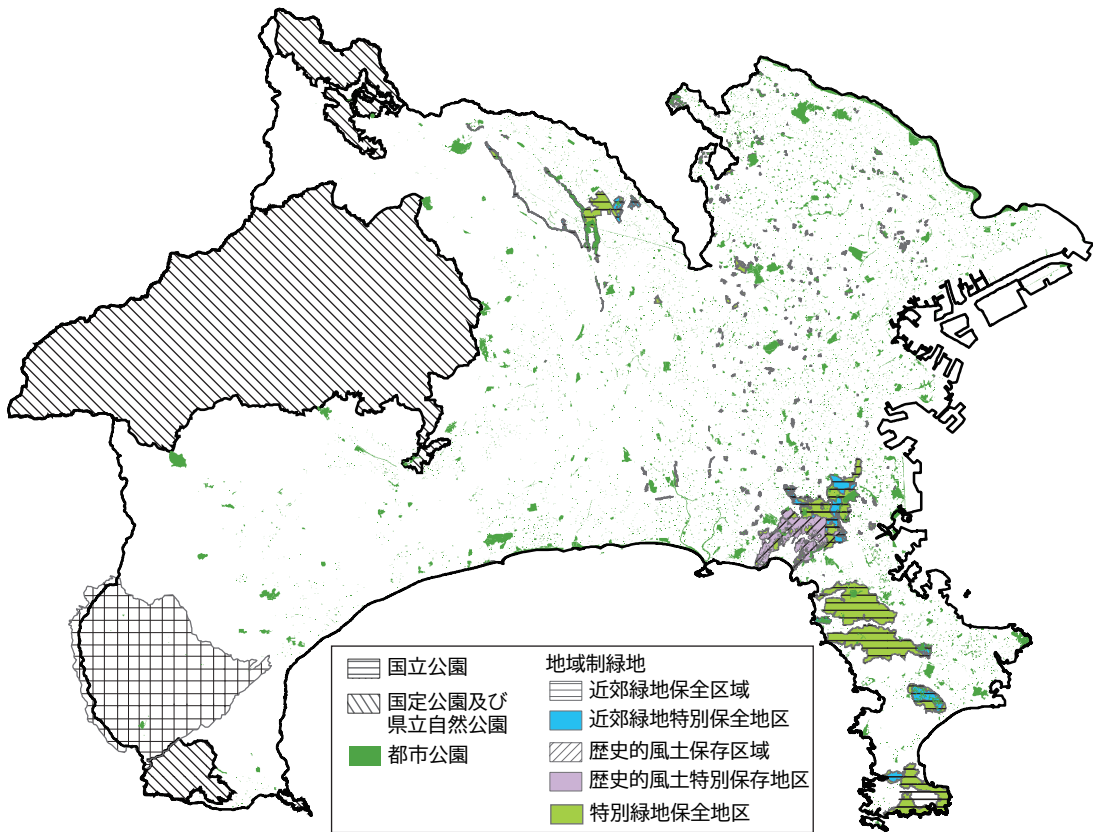 国立公園
国定公園及び
県立自然公園
都市公園
地域制緑地
近郊緑地保全区域
近郊緑地特別保全地区
歴史的風土保存区域
歴史的風土特別保存地区
特別緑地保全地区